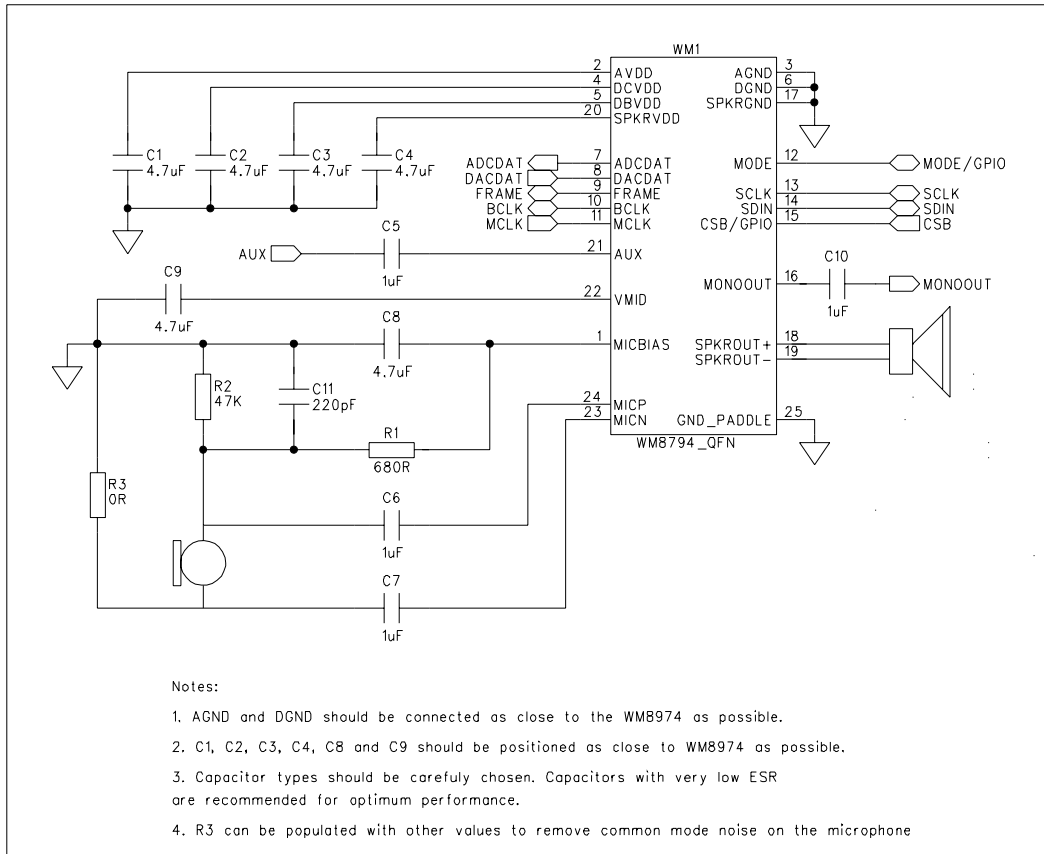 WM1
2 AVDD AGND 3
4 DCVDD DGND 6
5 DBVDD SPKRGND 17
20 SPKRVDD
C1 C2 C3 C4
4.7uF 4.7uF 4.7uF 4.7uF
ADCDAT 7 ADCDAT MODE 12 MODE/GPIO
DACDAT 8 DACDAT
FRAME 9 FRAME SCLK 13 SCLK
BCLK 10 BCLK SDIN 14 SDIN
MCLK 11 MCLK CSB/GPIO 15 CSB
C5
AUX 21 AUX
1uF
C10
MONOOUT 16 MONOOUT
1uF
C9
22 VMID
4.7uF
C8
1 MICBIAS SPKROUT+ 18
4.7uF
SPKROUT- 19
R2
47K
C11
220pF
24 MICP
23 MICN GND_PADDLE 25
WM8794_QFN
R1
680R
R3
0R
C6
1uF
C7
1uF
Notes:
1. AGND and DGND should be connected as close to the WM8974 as possible.
2. C1, C2, C3, C4, C8 and C9 should be positioned as close to WM8974 as possible.
3. Capacitor types should be carefuly chosen. Capacitors with very low ESR
are recommended for optimum performance.
4. R3 can be populated with other values to remove common mode noise on the microphone